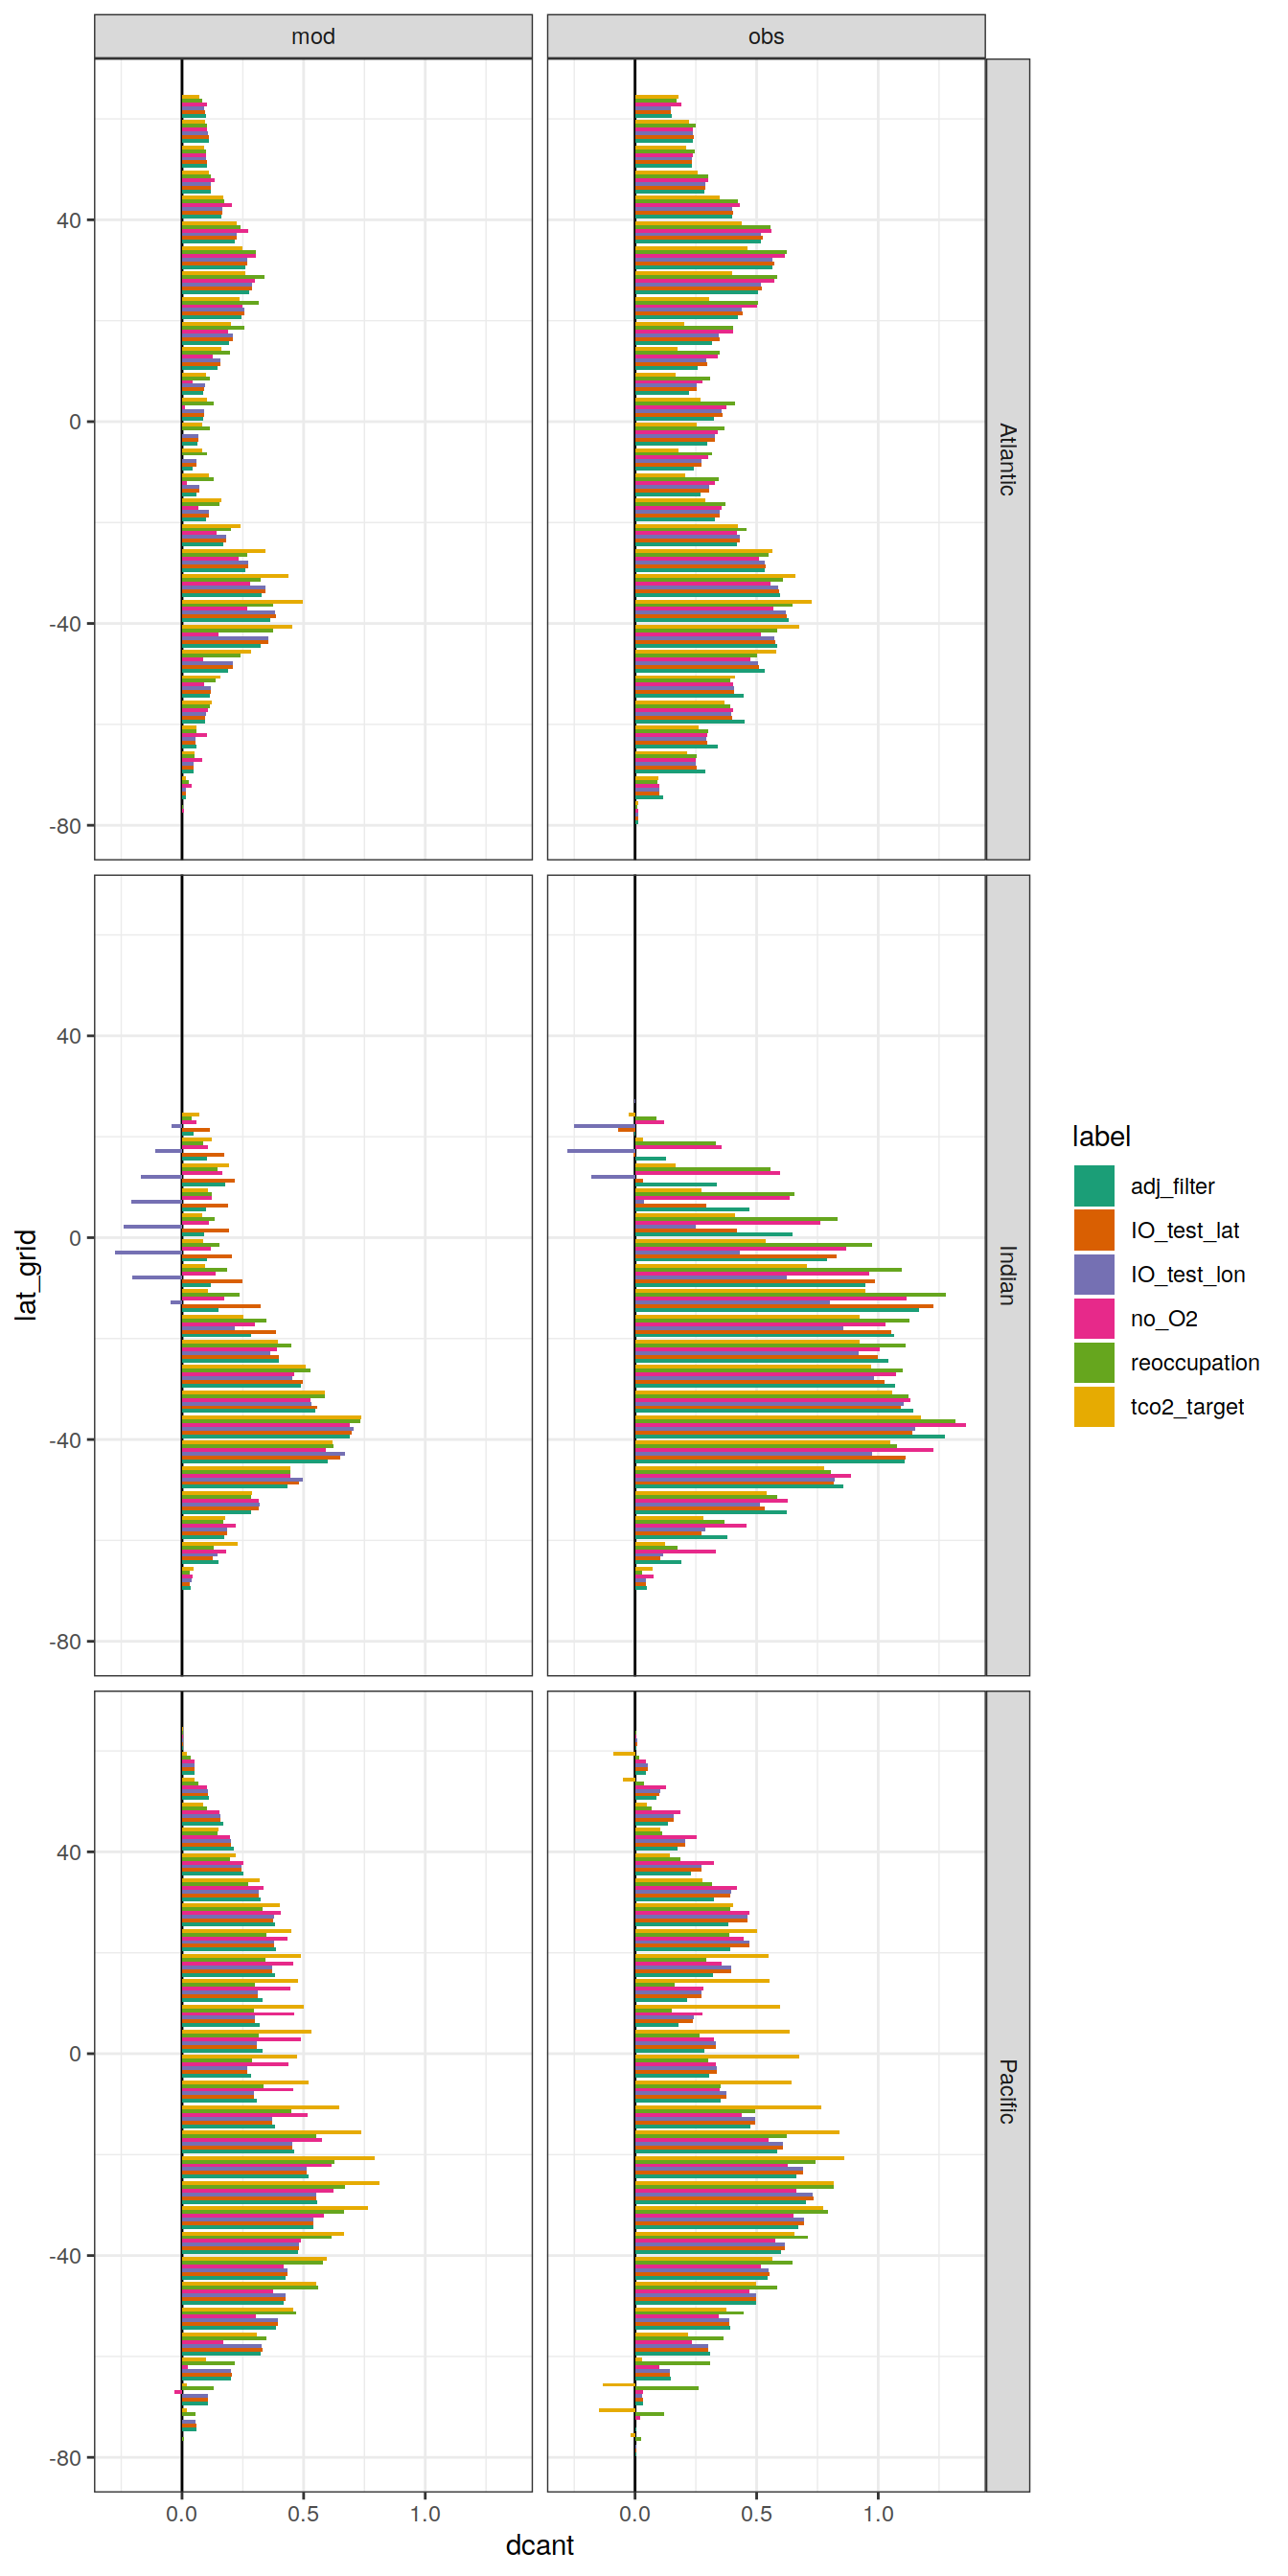 mod
obs
40
0
-40
-80
Atlantic
40
0
-40
-80
Indian
40
0
-40
-80
Pacific
0.0
0.5
1.0
0.0
0.5
1.0
dcant
lat_grid
label
adj_filter
IO_test_lat
IO_test_lon
no_O2
reoccupation
tco2_target